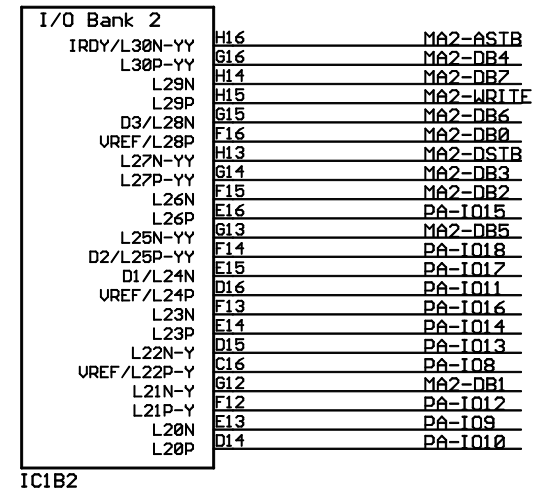 I/O Bank 2
IRDY/L30N-YY H16 MA2-ASTB
L30P-YY G16 MA2-DB4
L29N H14 MA2-DB7
L29P H15 MA2-WRITE
D3/L28N G15 MA2-DB6
VREF/L28P F16 MA2-DB0
L27N-YY H13 MA2-DSTB
L27P-YY G14 MA2-DB3
L26N F15 MA2-DB2
L26P E16 PA-IO15
L25N-YY G13 MA2-DB5
D2/L25P-YY F14 PA-IO18
D1/L24N E15 PA-IO17
VREF/L24P D16 PA-IO11
L23N F13 PA-IO16
L23P E14 PA-IO14
L22N-Y D15 PA-IO13
VREF/L22P-Y C16 PA-IO8
L21N-Y G12 MA2-DB1
L21P-Y F12 PA-IO12
L20N E13 PA-IO9
L20P D14 PA-IO10
IC1B2